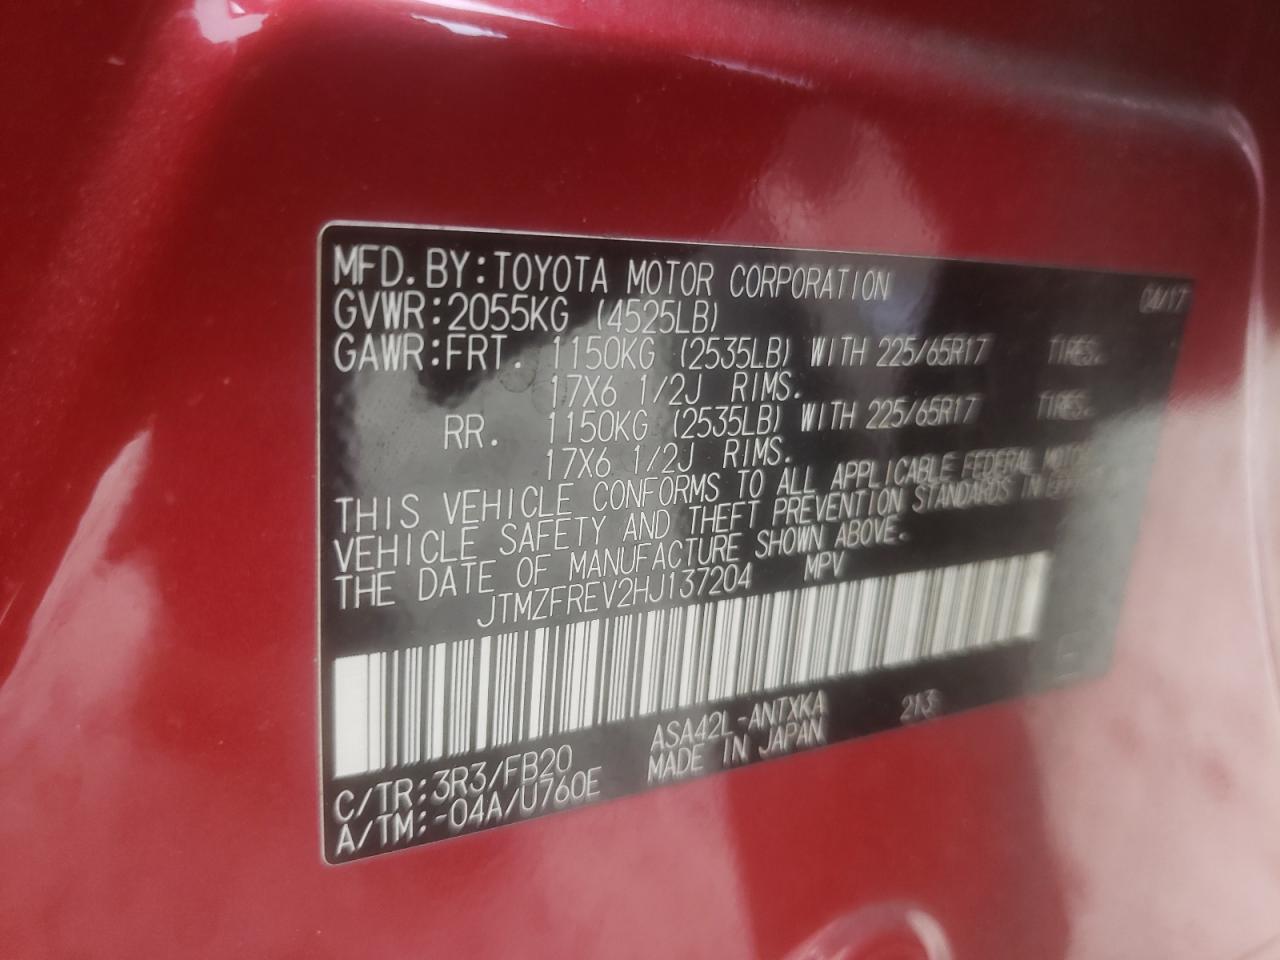 MFD.BY:TOYOTA MOTOR CORPORATION 04/17
GVWR:2055KG (4525LB)
GAWR:FRT. 1150KG (2535LB) WITH 225/65R17 TIRES.
17X6 1/2J RIMS.
RR. 1150KG (2535LB) WITH 225/65R17 TIRES.
17X6 1/2J RIMS.
THIS VEHICLE CONFORMS TO ALL APPLICABLE FEDERAL MOTOR
VEHICLE SAFETY AND THEFT PREVENTION STANDARDS IN
THE DATE OF MANUFACTURE SHOWN ABOVE.
JTMZFREV2HJ137204 MPV
C/TR:3R3/FB20 ASA42L-ANTXKA 213
A/TM:-04A/U760E MADE IN JAPAN